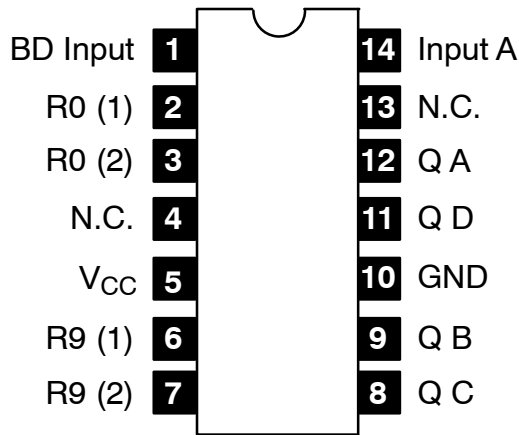 BD Input 1 14 Input A
R0 (1) 2 13 N.C.
R0 (2) 3 12 Q A
N.C. 4 11 Q D
VCC 5 10 GND
R9 (1) 6 9 Q B
R9 (2) 7 8 Q C